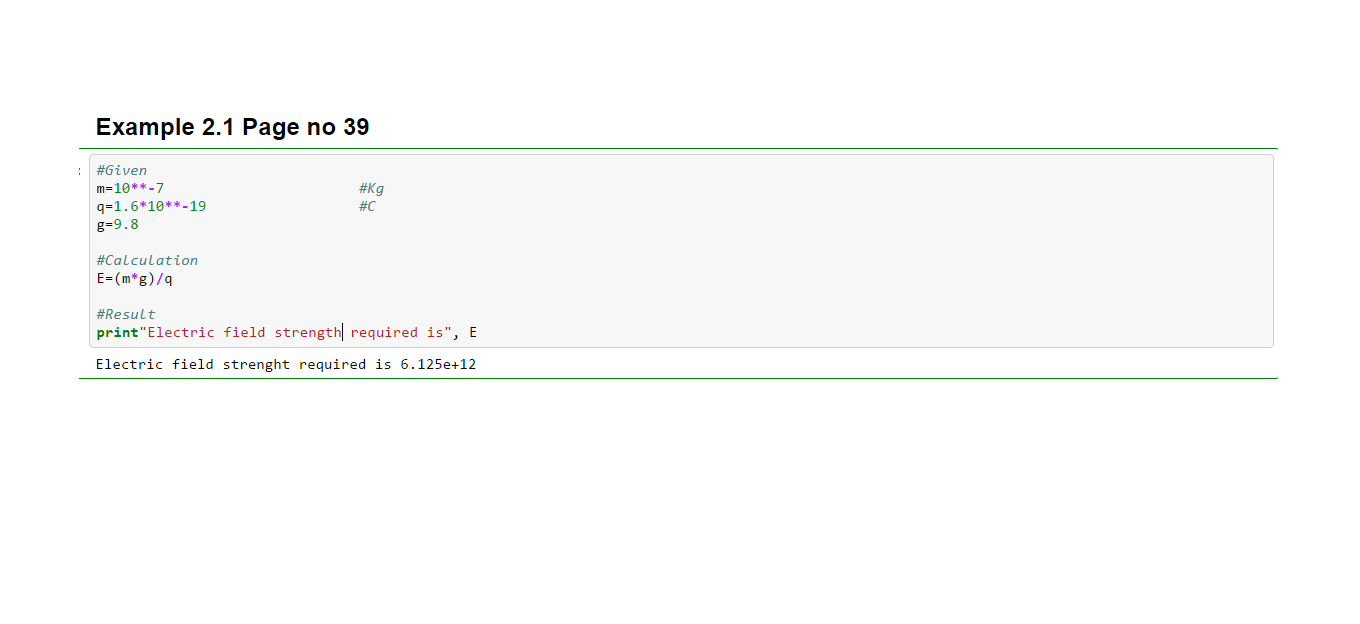 Example 2.1 Page no 39
:
#Given
m=10**-7                               #Kg
q=1.6*10**-19                          #C
g=9.8
#Calculation
E=(m*g)/q
#Result
print"Electric field strength required is", E
Electric field strenght required is 6.125e+12